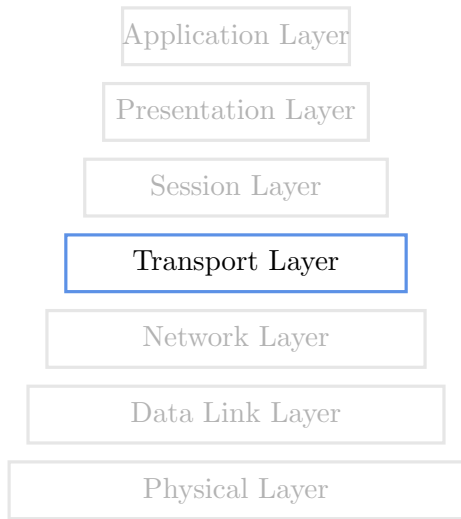 Application Layer
Presentation Layer
Session Layer
Transport Layer
Network Layer
Data Link Layer
Physical Layer